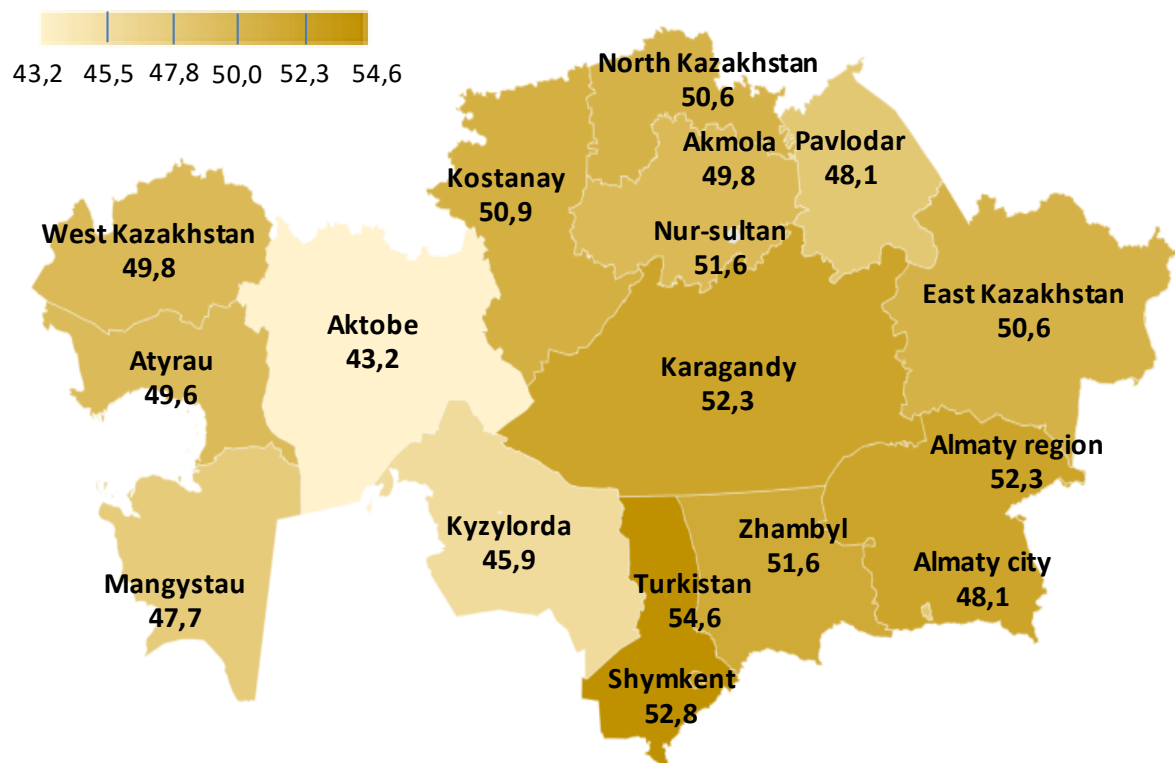 43,2 45,5 47,8 50,0 52,3 54,6
North Kazakhstan
50,6
Akmola
49,8
Pavlodar
48,1
Kostanay
50,9
Nur-sultan
51,6
West Kazakhstan
49,8
East Kazakhstan
50,6
Aktobe
43,2
Atyrau
49,6
Karagandy
52,3
Almaty region
52,3
Kyzylorda
45,9
Zhambyl
51,6
Almaty city
48,1
Mangystau
47,7
Turkistan
54,6
Shymkent
52,8